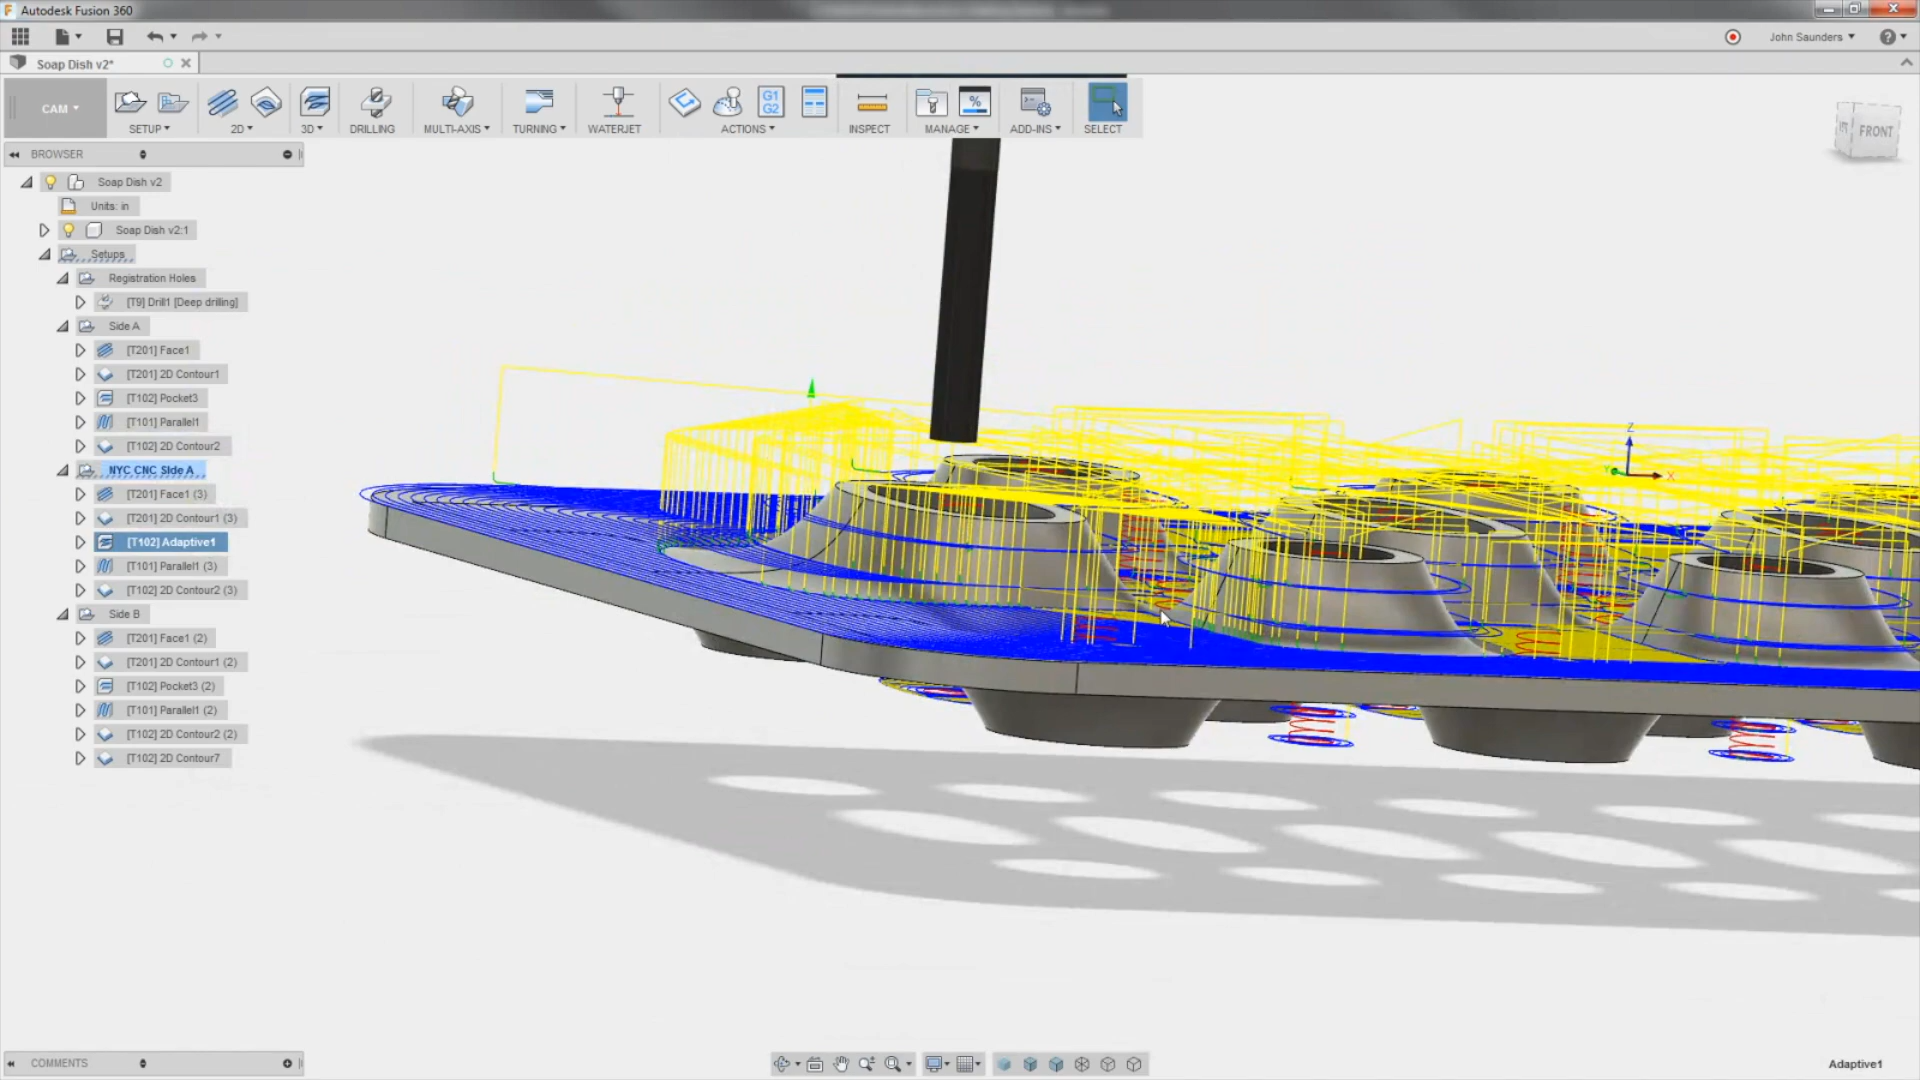 Autodesk Fusion 360
John Saunders
Soap Dish v2*
CAM
SETUP
2D
3D
DRILLING
MULTI-AXIS
TURNING
WATERJET
G1
G2
ACTIONS
INSPECT
%
MANAGE
ADD-INS
SELECT
FRONT
BROWSER
Soap Dish v2
Units: in
Soap Dish v2:1
Setups
Registration Holes
[T9] Drill1 [Deep drilling]
Side A
[T201] Face1
[T201] 2D Contour1
[T102] Pocket3
[T101] Parallel1
[T102] 2D Contour2
NYC CNC Side A
[T201] Face1 (3)
[T201] 2D Contour1 (3)
[T102] Adaptive1
[T101] Parallel1 (3)
[T102] 2D Contour2 (3)
Side B
[T201] Face1 (2)
[T201] 2D Contour1 (2)
[T102] Pocket3 (2)
[T101] Parallel1 (2)
[T102] 2D Contour2 (2)
[T102] 2D Contour7
Z
Y
X
COMMENTS
Adaptive1